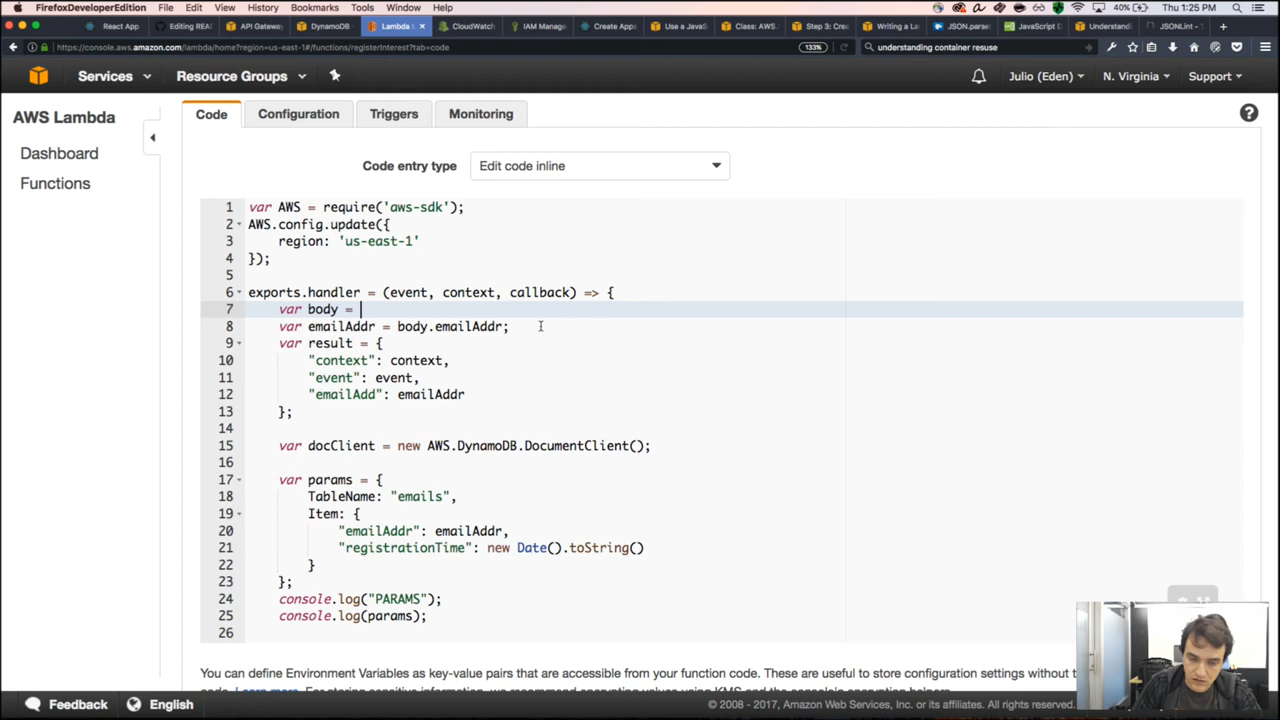 FirefoxDeveloperEdition File Edit View History Bookmarks Tools Window Help 40% Thu 1:25 PM
React App Editing REA API Gatew DynamoDB Lambda CloudWatch IAM Manag Create Appe Use a JavaS Class: AWS. Step 3: Crea Writing a La JSON.parse JavaScript D Understandi JSONLint -
https://console.aws.amazon.com/lambda/home?region=us-east-1#/functions/registerInterest?tab=code 133% understanding container resuse
Services Resource Groups Julio (Eden) N. Virginia Support
AWS Lambda
Dashboard
Functions
Code Configuration Triggers Monitoring
Code entry type Edit code inline
1 var AWS = require('aws-sdk');
2 AWS.config.update({
3 region: 'us-east-1'
4 });
5
6 exports.handler = (event, context, callback) => {
7 var body =
8 var emailAddr = body.emailAddr;
9 var result = {
10 "context": context,
11 "event": event,
12 "emailAdd": emailAddr
13 };
14
15 var docClient = new AWS.DynamoDB.DocumentClient();
16
17 var params = {
18 TableName: "emails",
19 Item: {
20 "emailAddr": emailAddr,
21 "registrationTime": new Date().toString()
22 }
23 };
24 console.log("PARAMS");
25 console.log(params);
26
You can define Environment Variables as key-value pairs that are accessible from your function code. These are useful to store configuration settings without t
Feedback English © 2008 - 2017, Amazon Web Services, Inc. or its affiliates. All rights reserved.